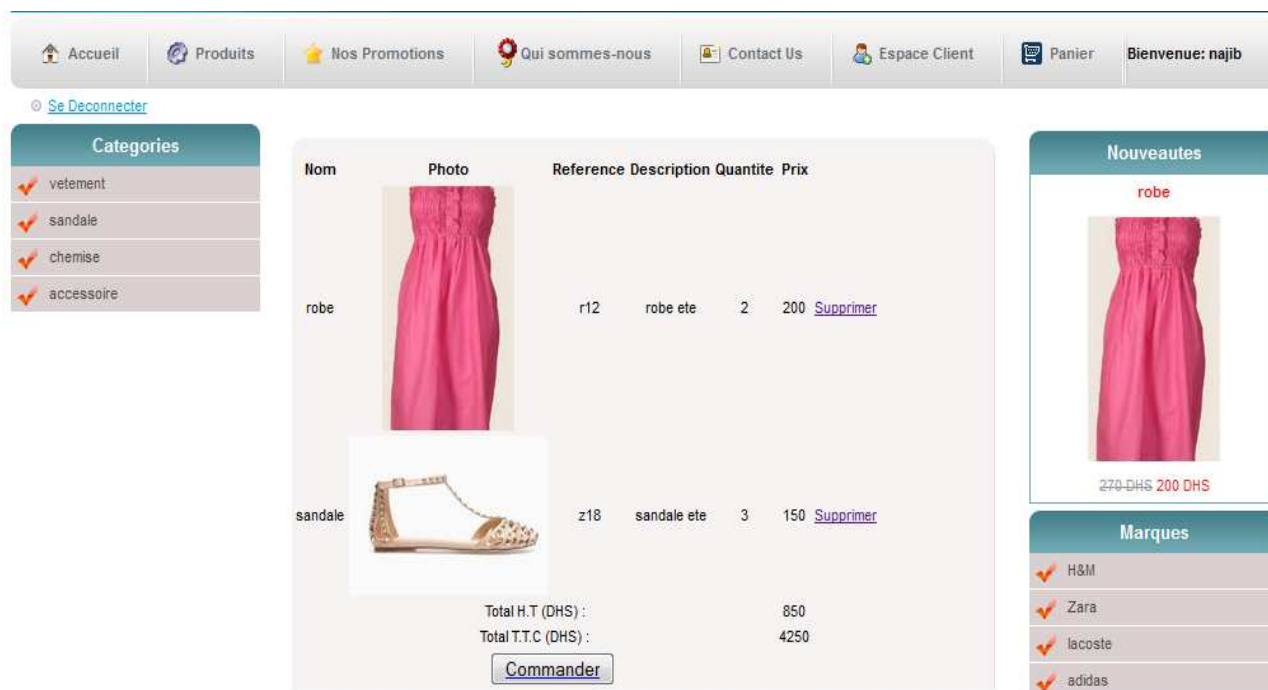 Accueil Produits Nos Promotions Qui sommes-nous Contact Us Espace Client Panier Bienvenue: najib
Se Deconnecter
Categories
vetement
sandale
chemise
accessoire
Nom Photo Reference Description Quantite Prix
robe r12 robe ete 2 200 Supprimer
sandale z18 sandale ete 3 150 Supprimer
Total H.T (DHS) : 850
Total T.T.C (DHS) : 4250
Commander
Nouveautes
robe
270 DHS 200 DHS
Marques
H&M
Zara
lacoste
adidas